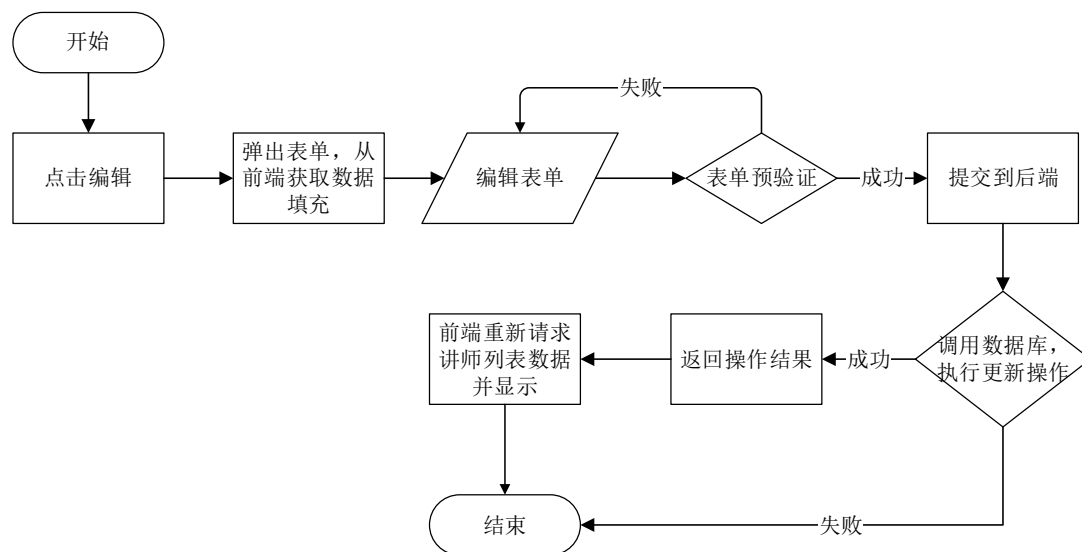 开始
失败
点击编辑
弹出表单，从
前端获取数据
填充
编辑表单
表单预验证
成功
提交到后端
前端重新请求
讲师列表数据
并显示
返回操作结果
成功
调用数据库，
执行更新操作
结束
失败